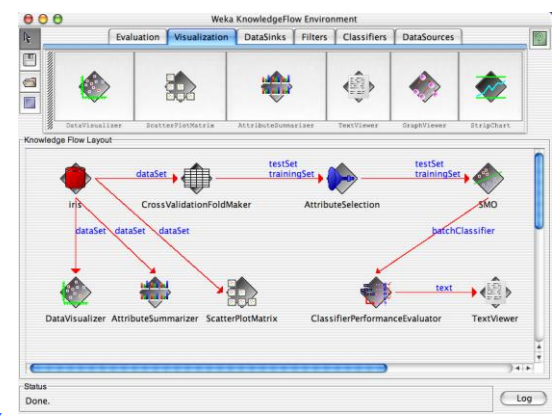 Weka KnowledgeFlow Environment
Evaluation Visualization DataSinks Filters Classifiers DataSources
DataVisualizer ScatterPlotMatrix AttributeSummarizer TextViewer GraphViewer StripChart
Knowledge Flow Layout
dataSet testSet trainingSet testSet trainingSet
iris CrossValidationFoldMaker AttributeSelection SMO
dataSet dataSet dataSet batchClassifier
text
DataVisualizer AttributeSummarizer ScatterPlotMatrix ClassifierPerformanceEvaluator TextViewer
Status
Done.
Log